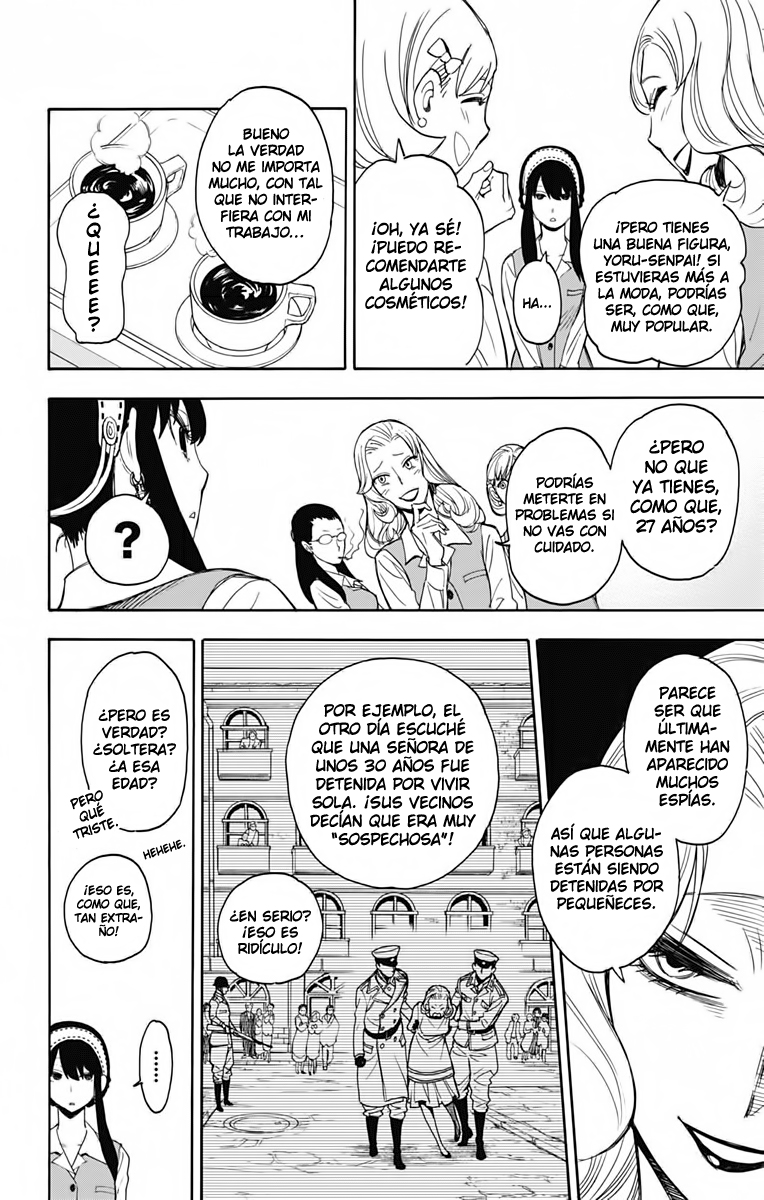 ¡PERO TIENES
UNA BUENA FIGURA,
YORU-SENPAI! SI
ESTUVIERAS MÁS A
LA MODA, PODRÍAS
SER, COMO QUE,
MUY POPULAR.
HA...
¡OH, YA SÉ!
¡PUEDO RE-
COMENDARTE
ALGUNOS
COSMÉTICOS!
BUENO
LA VERDAD
NO ME IMPORTA
MUCHO, CON TAL
QUE NO INTER-
FIERA CON MI
TRABAJO...
¿QUEEE?
¿PERO
NO QUE
YA TIENES,
COMO QUE,
27 AÑOS?
PODRÍAS
METERTE EN
PROBLEMAS SI
NO VAS CON
CUIDADO.
?
PARECE
SER QUE
ÚLTIMA-
MENTE HAN
APARECIDO
MUCHOS
ESPÍAS.
ASÍ QUE ALGU-
NAS PERSONAS
ESTÁN SIENDO
DETENIDAS POR
PEQUEÑECES.
POR EJEMPLO, EL
OTRO DÍA ESCUCHÉ
QUE UNA SEÑORA DE
UNOS 30 AÑOS FUE
DETENIDA POR VIVIR
SOLA. ¡SUS VECINOS
DECÍAN QUE ERA MUY
"SOSPECHOSA"!
¿EN SERIO?
¡ESO ES
RIDÍCULO!
¿PERO ES
VERDAD?
¿SOLTERA?
¿A ESA
EDAD?
PERO
QUÉ
TRISTE.
HEHEHE.
¡ESO ES,
COMO QUE,
TAN EXTRA-
ÑO!
......